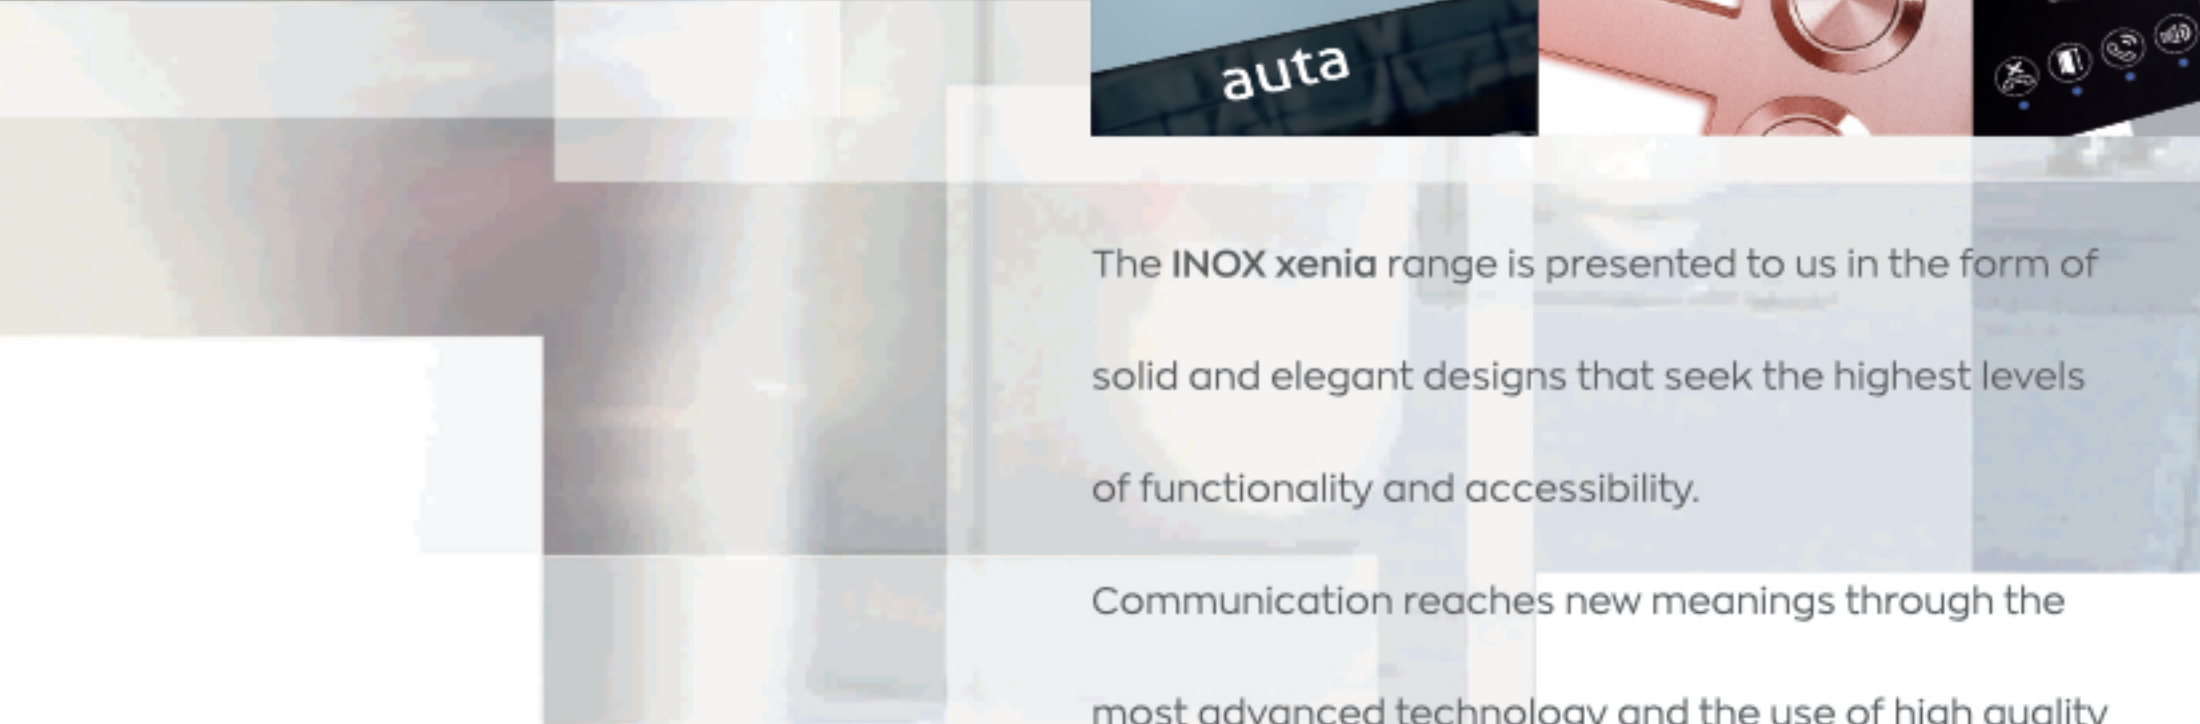 auta
The INOX xenia range is presented to us in the form of
solid and elegant designs that seek the highest levels
of functionality and accessibility.
Communication reaches new meanings through the
most advanced technology and the use of high quality